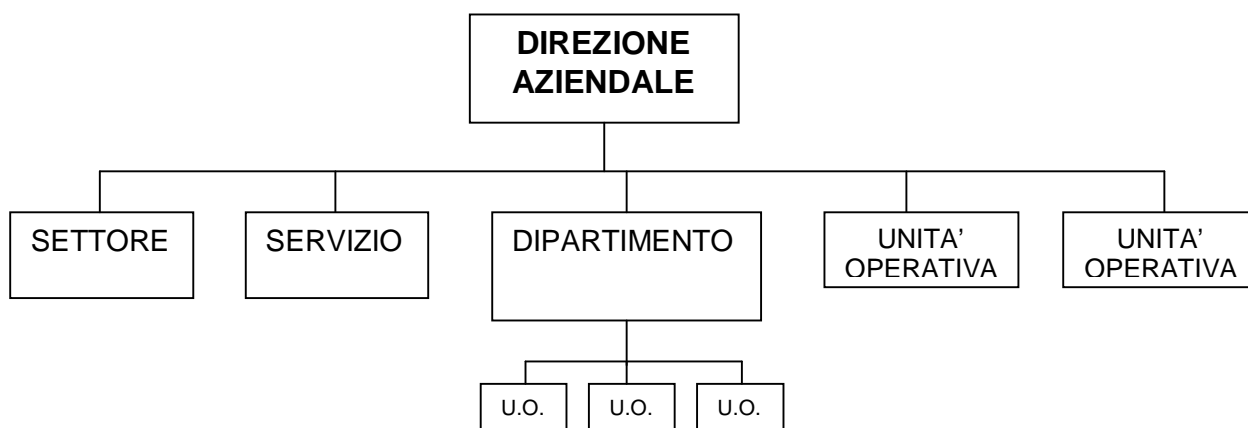 DIREZIONE
AZIENDALE
SETTORE
SERVIZIO
DIPARTIMENTO
UNITA’
OPERATIVA
UNITA’
OPERATIVA
U.O.
U.O.
U.O.